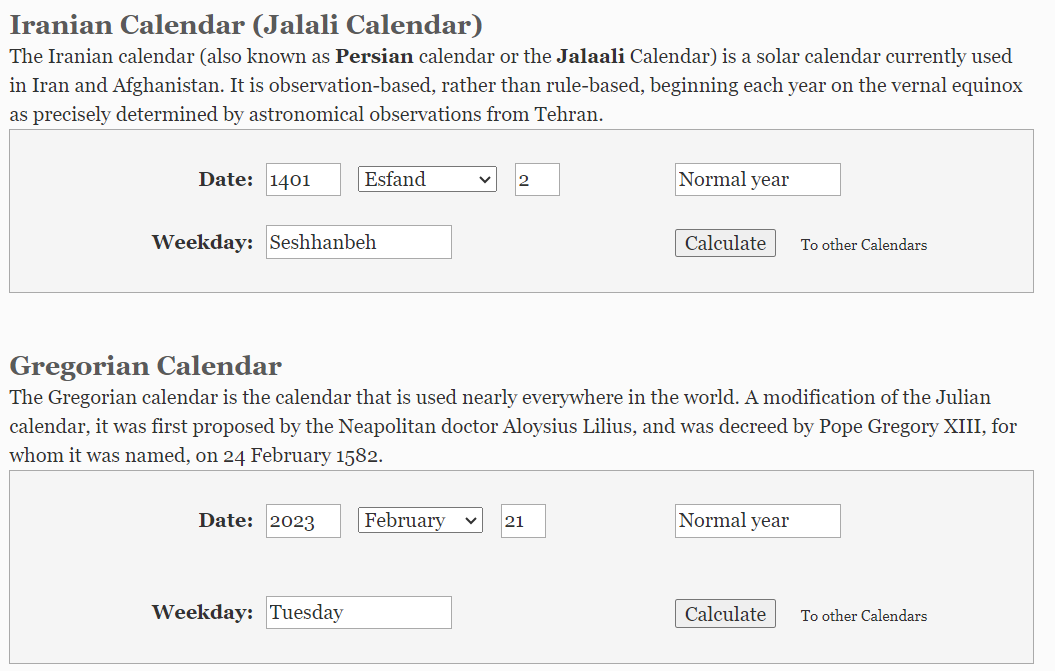 Iranian Calendar (Jalali Calendar)
The Iranian calendar (also known as Persian calendar or the Jalaali Calendar) is a solar calendar currently used
in Iran and Afghanistan. It is observation-based, rather than rule-based, beginning each year on the vernal equinox
as precisely determined by astronomical observations from Tehran.
Date: 1401 Esfand 2 Normal year
Weekday: Seshhanbeh Calculate To other Calendars
Gregorian Calendar
The Gregorian calendar is the calendar that is used nearly everywhere in the world. A modification of the Julian
calendar, it was first proposed by the Neapolitan doctor Aloysius Lilius, and was decreed by Pope Gregory XIII, for
whom it was named, on 24 February 1582.
Date: 2023 February 21 Normal year
Weekday: Tuesday Calculate To other Calendars